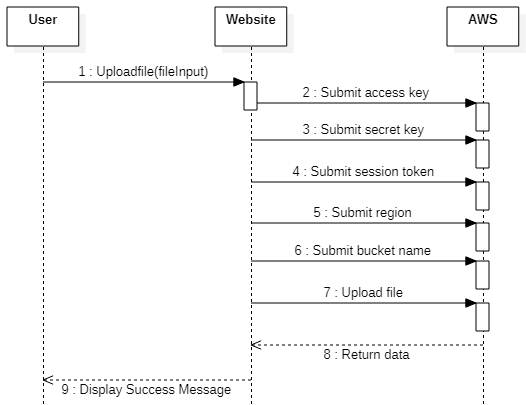 User
Website
AWS
1 : Uploadfile(fileInput)
2 : Submit access key
3 : Submit secret key
4 : Submit session token
5 : Submit region
6 : Submit bucket name
7 : Upload file
8 : Return data
9 : Display Success Message